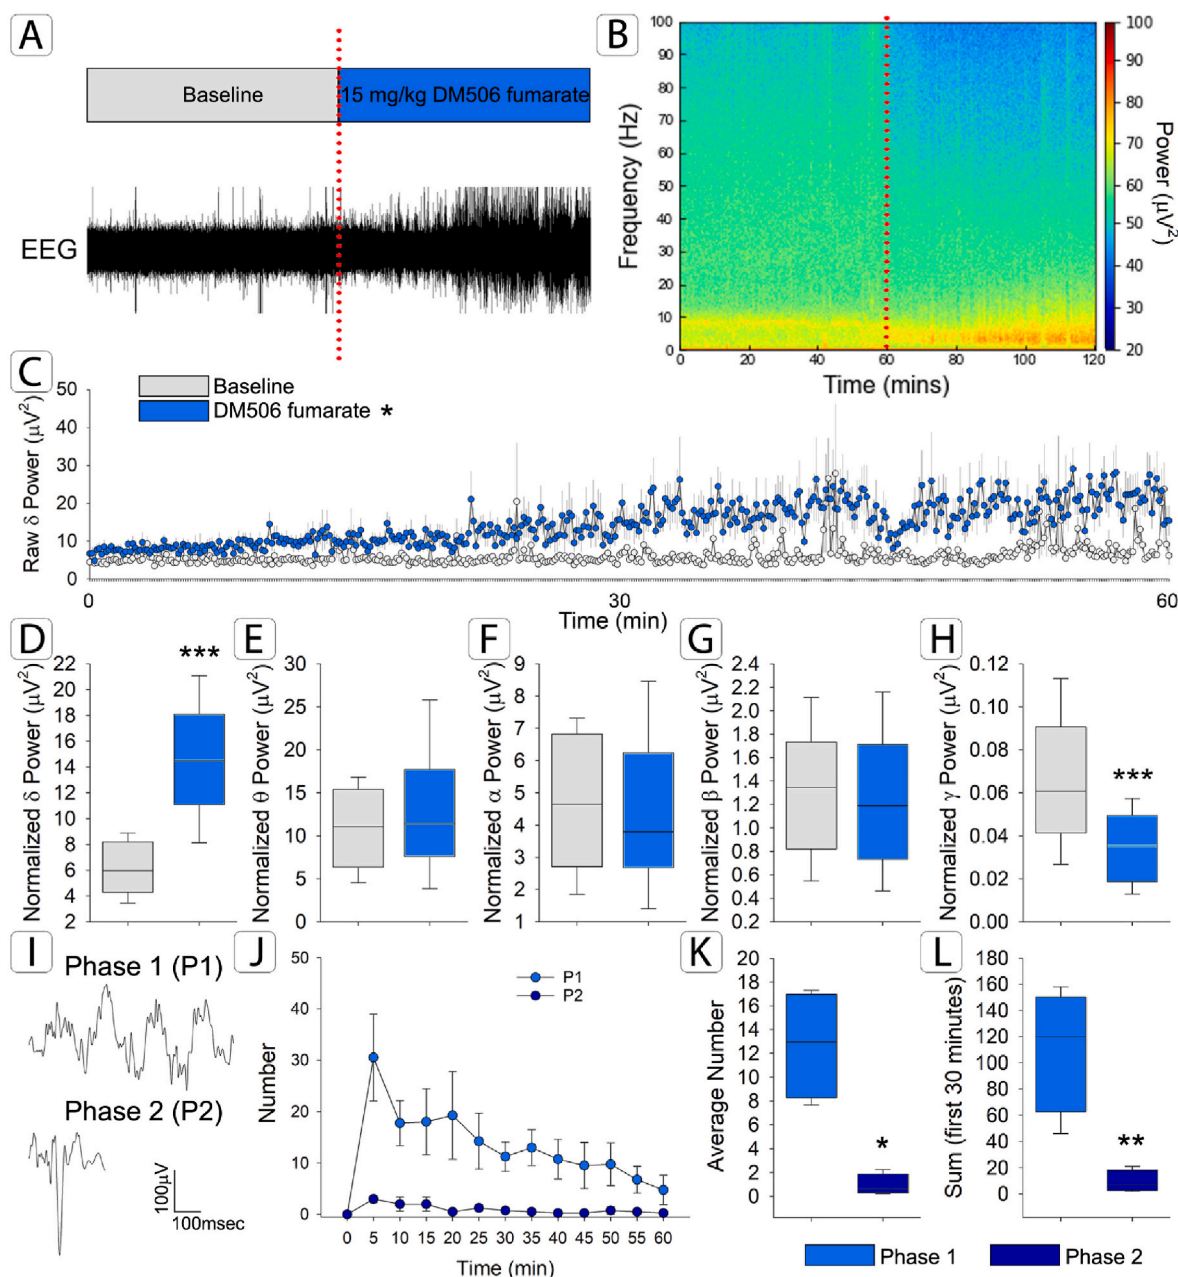 A
Baseline
15 mg/kg DM506 fumarate
EEG
B
Frequency (Hz)
100
90
80
70
60
50
40
30
20
10
0
0 20 40 60 80 100 120
Time (mins)
100
90
80
70
60
50
40
30
20
Power (μV²)
C
Baseline
DM506 fumarate *
Raw δ Power (μV²)
50
40
30
20
10
0
0 30 60
Time (min)
D
Normalized δ Power (μV²)
22
20
18
16
14
12
10
8
6
4
2
***
E
Normalized θ Power (μV²)
30
25
20
15
10
5
0
F
Normalized α Power (μV²)
9
8
7
6
5
4
3
2
1
G
Normalized β Power (μV²)
2.4
2.2
2.0
1.8
1.6
1.4
1.2
1.0
0.8
0.6
0.4
0.2
H
Normalized γ Power (μV²)
0.12
0.10
0.08
0.06
0.04
0.02
0.00
***
I
Phase 1 (P1)
Phase 2 (P2)
100μV
100msec
J
Number
50
40
30
20
10
0
P1
P2
0 5 10 15 20 25 30 35 40 45 50 55 60
Time (min)
K
Average Number
20
18
16
14
12
10
8
6
4
2
0
*
L
Sum (first 30 minutes)
180
160
140
120
100
80
60
40
20
0
**
Phase 1
Phase 2